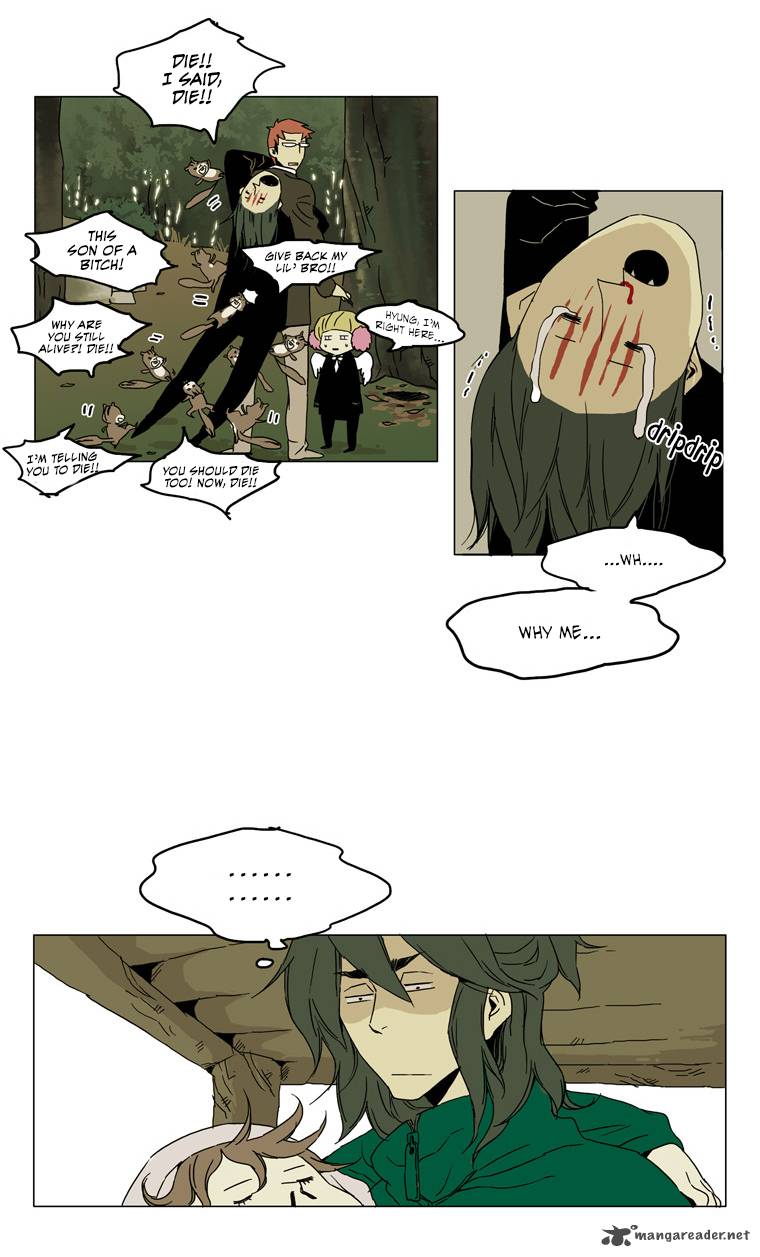 DIE!!
I SAID,
DIE!!
THIS
SON OF A
BITCH!
GIVE BACK MY
LIL' BRO!!
WHY ARE
YOU STILL
ALIVE?! DIE!!
HYUNG, I'M
RIGHT HERE...
I'M TELLING
YOU TO DIE!!
YOU SHOULD DIE
TOO! NOW, DIE!!
dripdrip
...WH....
WHY ME...
......
......
mangareader.net